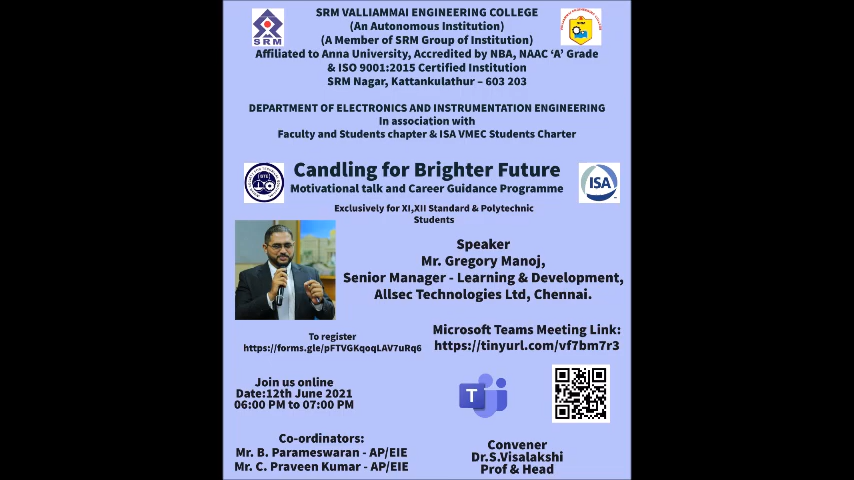 SRM VALLIAMMAI ENGINEERING COLLEGE
(An Autonomous Institution)
(A Member of SRM Group of Institution)
Affiliated to Anna University, Accredited by NBA, NAAC ‘A’ Grade
& ISO 9001:2015 Certified Institution
SRM Nagar, Kattankulathur – 603 203
SRM
DEPARTMENT OF ELECTRONICS AND INSTRUMENTATION ENGINEERING
In association with
Faculty and Students chapter & ISA VMEC Students Charter
Candling for Brighter Future
Motivational talk and Career Guidance Programme
ISA
Exclusively for XI,XII Standard & Polytechnic
Students
Speaker
Mr. Gregory Manoj,
Senior Manager - Learning & Development,
Allsec Technologies Ltd, Chennai.
To register
https://forms.gle/pFTVGKqoqLAV7uRq6
Microsoft Teams Meeting Link:
https://tinyurl.com/vf7bm7r3
Join us online
Date:12th June 2021
06:00 PM to 07:00 PM
T
Co-ordinators:
Mr. B. Parameswaran - AP/EIE
Mr. C. Praveen Kumar - AP/EIE
Convener
Dr.S.Visalakshi
Prof & Head